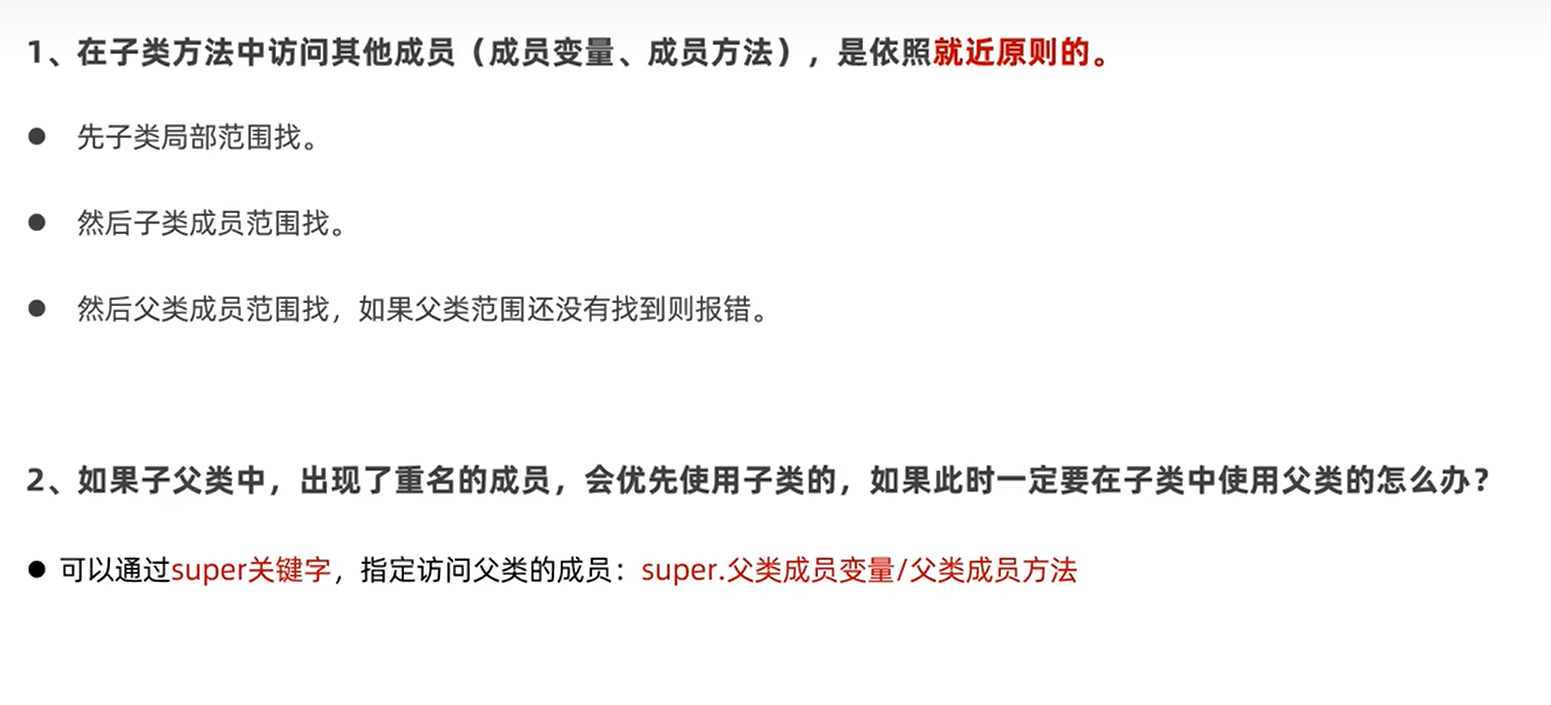 1、在子类方法中访问其他成员（成员变量、成员方法），是依照就近原则的。
● 先子类局部范围找。
● 然后子类成员范围找。
● 然后父类成员范围找，如果父类范围还没有找到则报错。
2、如果子父类中，出现了重名的成员，会优先使用子类的，如果此时一定要在子类中使用父类的怎么办？
● 可以通过super关键字，指定访问父类的成员：super.父类成员变量/父类成员方法